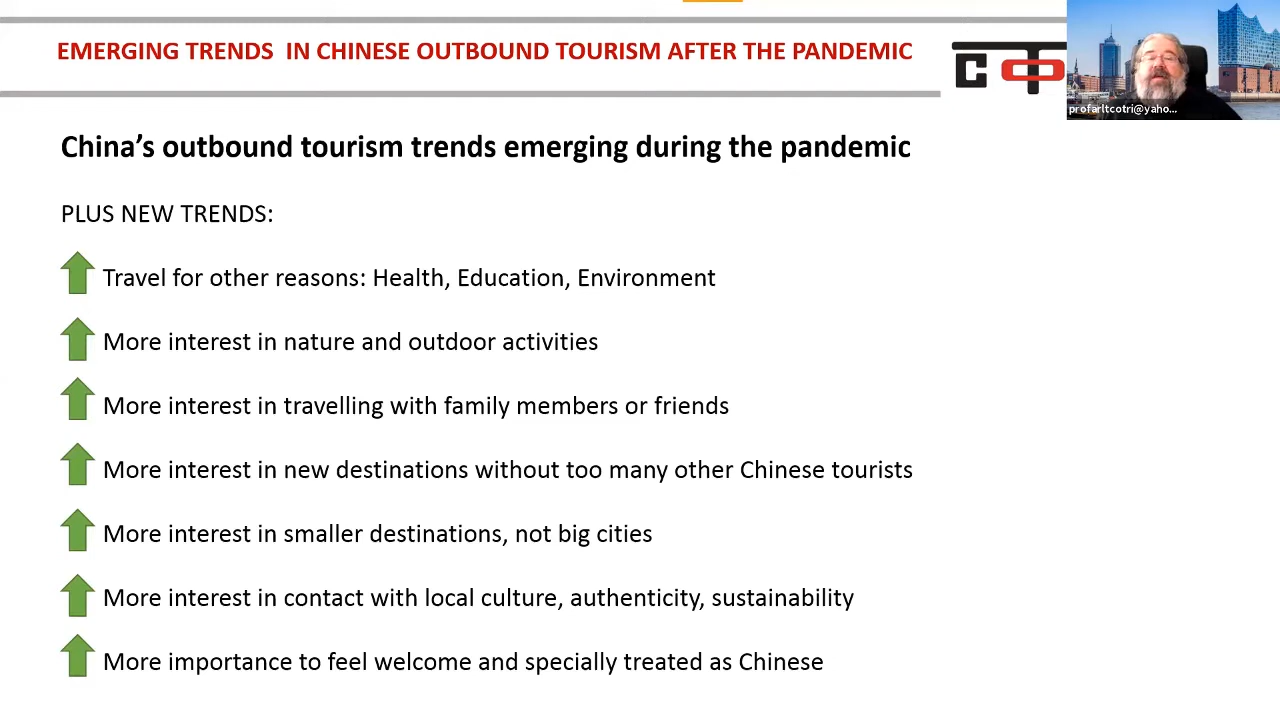 EMERGING TRENDS IN CHINESE OUTBOUND TOURISM AFTER THE PANDEMIC
profarltcotri@yaho...
China's outbound tourism trends emerging during the pandemic
PLUS NEW TRENDS:
Travel for other reasons: Health, Education, Environment
More interest in nature and outdoor activities
More interest in travelling with family members or friends
More interest in new destinations without too many other Chinese tourists
More interest in smaller destinations, not big cities
More interest in contact with local culture, authenticity, sustainability
More importance to feel welcome and specially treated as Chinese